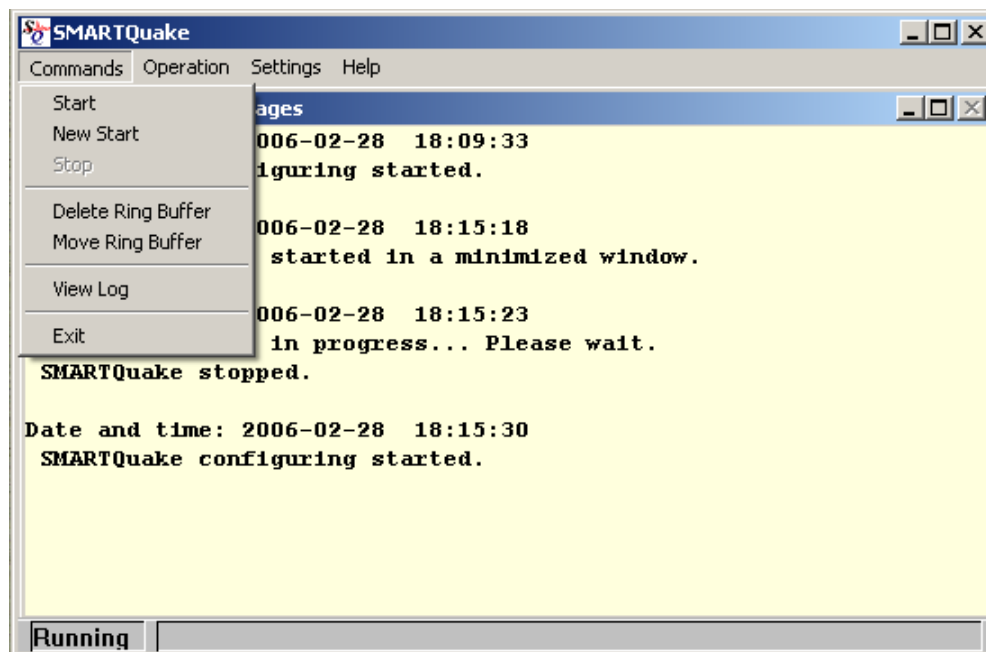 SMARTQuake
Commands Operation Settings Help
Start
New Start
Stop
Delete Ring Buffer
Move Ring Buffer
View Log
Exit
ages
006-02-28 18:09:33
iguring started.
006-02-28 18:15:18
started in a minimized window.
006-02-28 18:15:23
in progress... Please wait.
SMARTQuake stopped.
Date and time: 2006-02-28 18:15:30
SMARTQuake configuring started.
Running